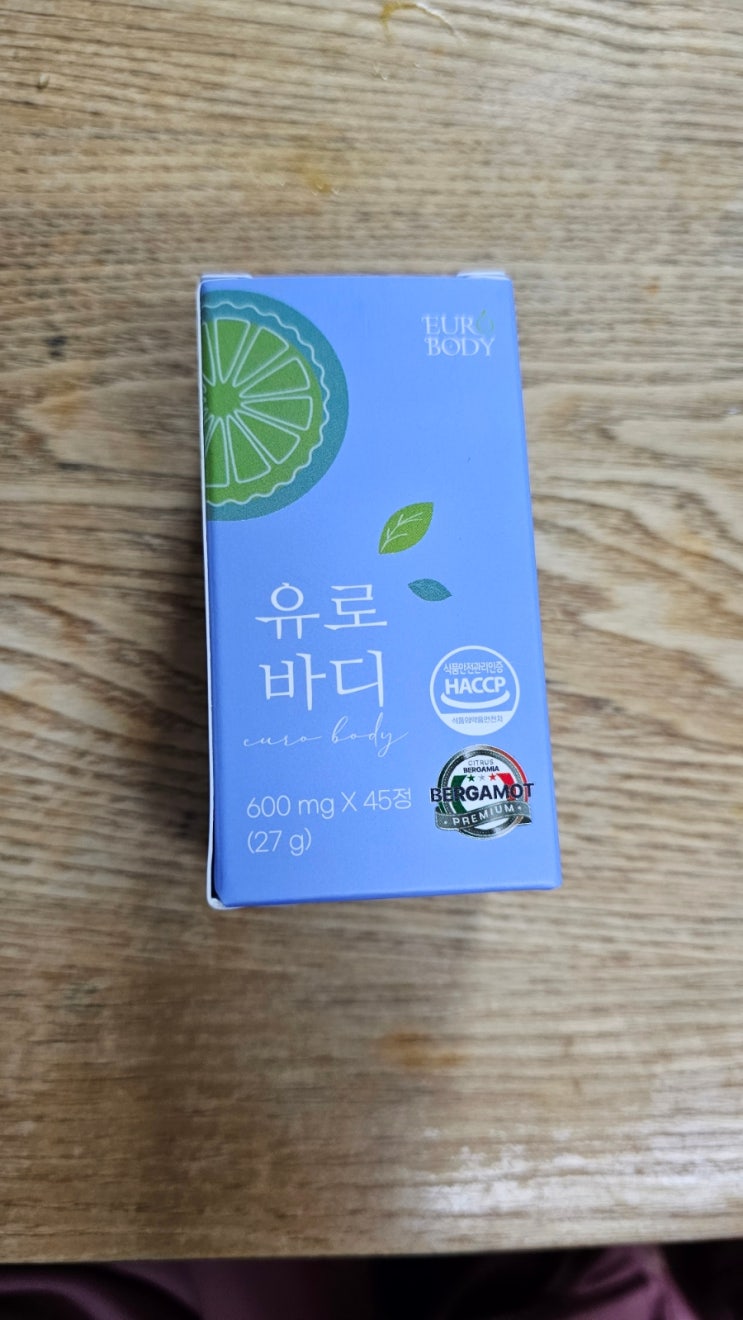 EURO
BODY
유로
바디
euro body
식품안전관리인증
HACCP
식품의약품안전처
CITRUS
BERGAMIA
BERGAMOT
PREMIUM
600 mg X 45정
(27 g)